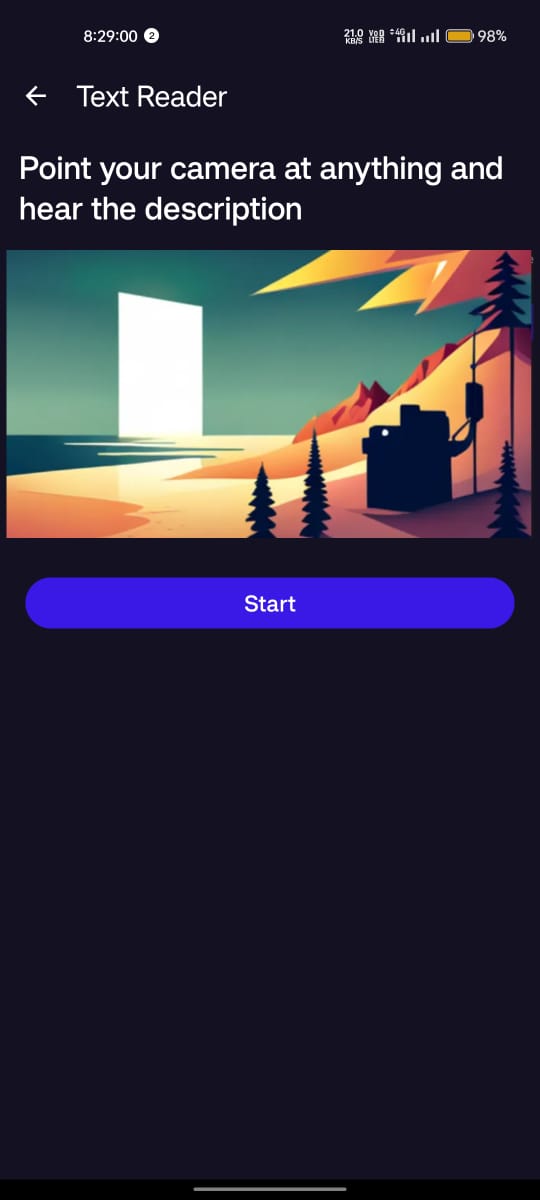 8:29:00 2
21.0 KB/S Vo LTE 4G 98%
Text Reader
Point your camera at anything and
hear the description
Start